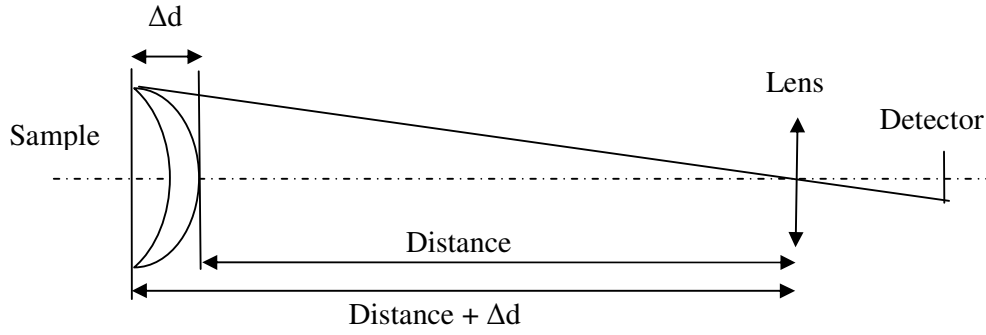 Δd
Lens
Detector
Sample
Distance
Distance + Δd